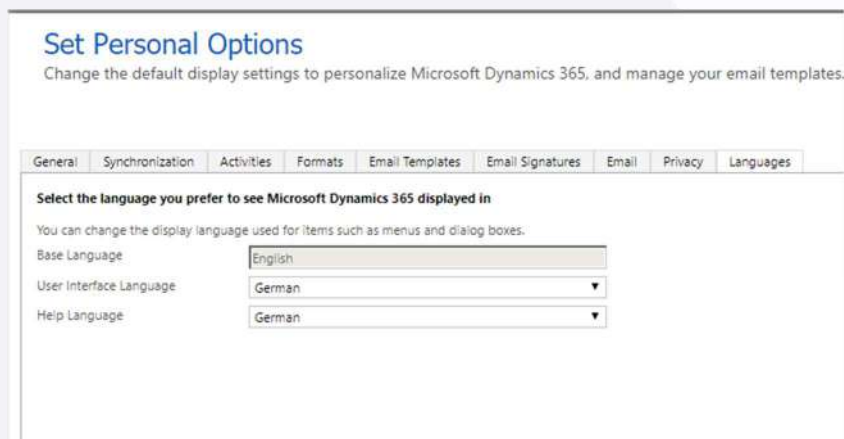 Set Personal Options
Change the default display settings to personalize Microsoft Dynamics 365, and manage your email templates.
General Synchronization Activities Formats Email Templates Email Signatures Email Privacy Languages
Select the language you prefer to see Microsoft Dynamics 365 displayed in
You can change the display language used for items such as menus and dialog boxes.
Base Language English
User Interface Language German
Help Language German